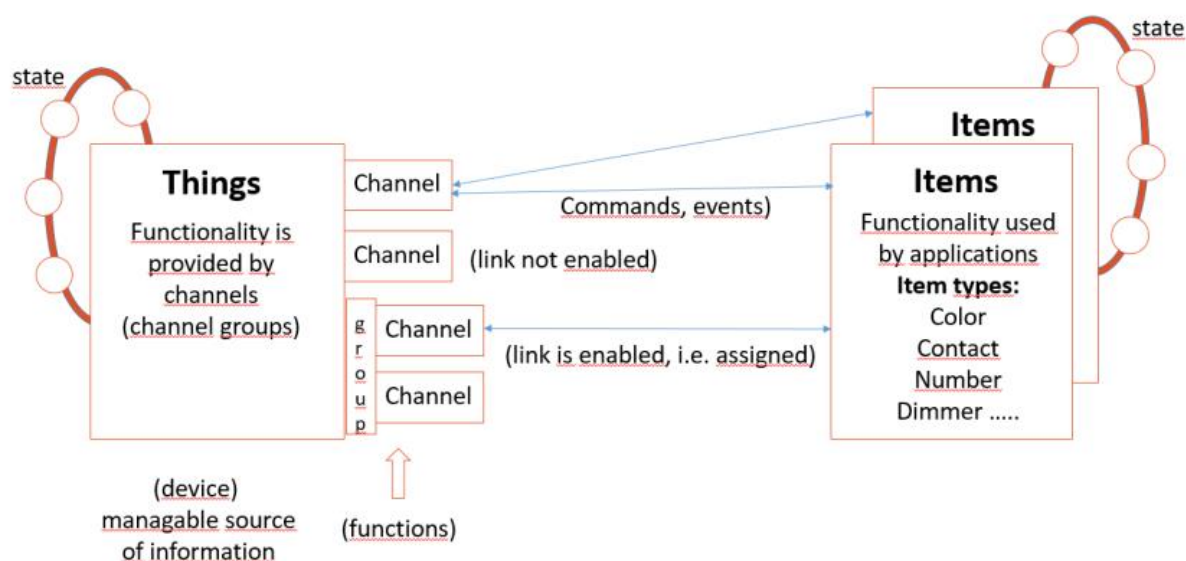 state
state
Things
Functionality is
provided by
channels
(channel groups)
Channel
Channel
g
r
o
u
p
Channel
Channel
Commands, events)
(link not enabled)
(link is enabled, i.e. assigned)
Items
Items
Functionality used
by applications
Item types:
Color
Contact
Number
Dimmer .....
(device)
managable source
of information
(functions)